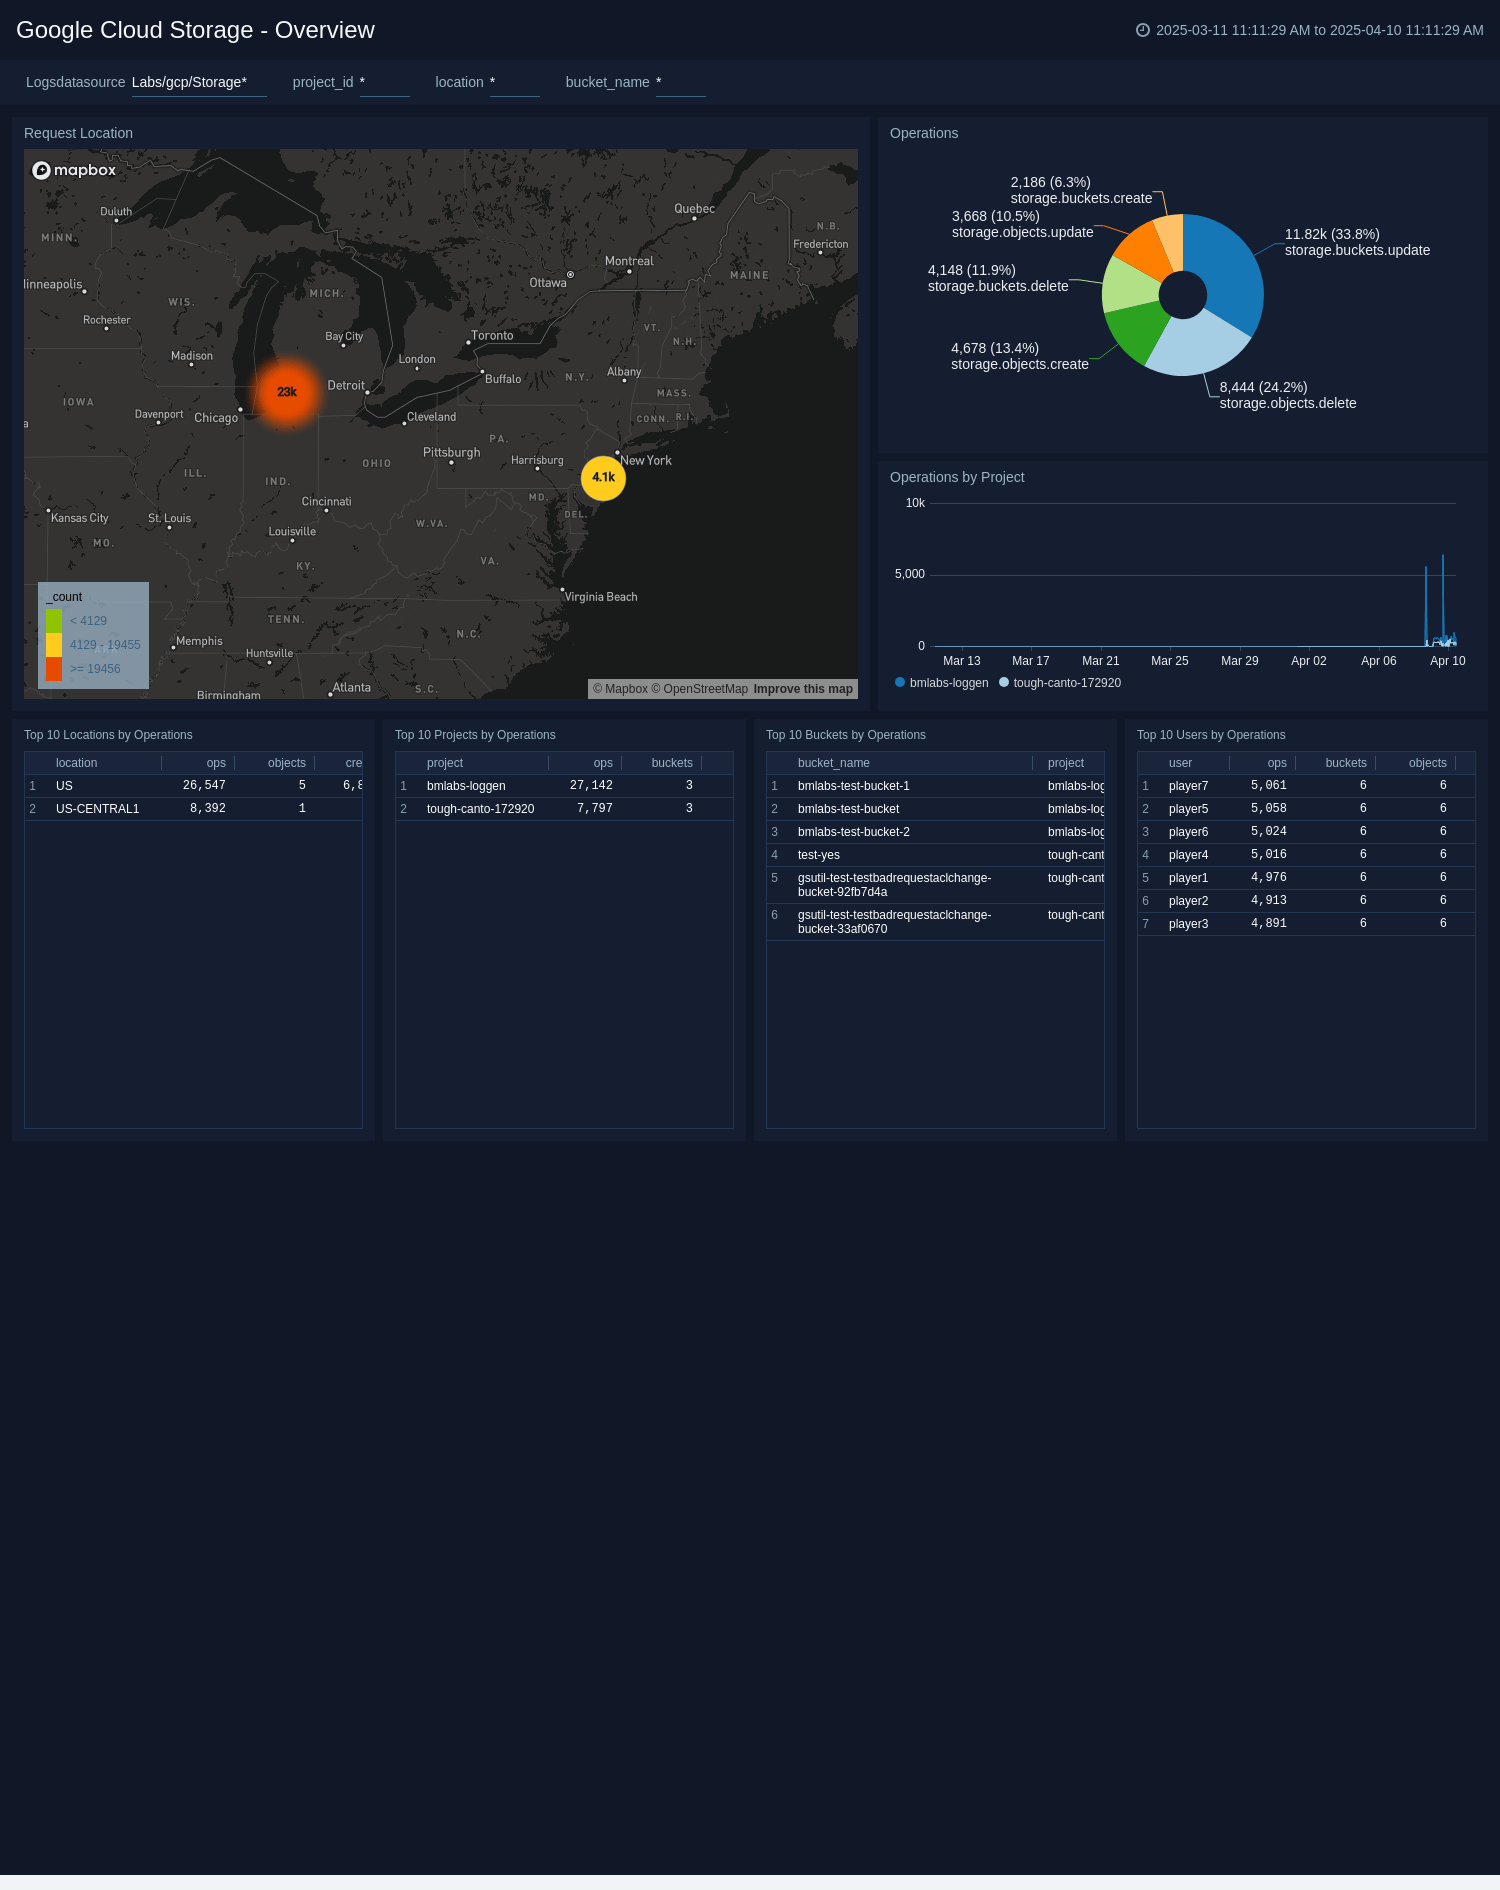 Google Cloud Storage - Overview
2025-03-11 11:11:29 AM to 2025-04-10 11:11:29 AM
Logsdatasource Labs/gcp/Storage* project_id * location * bucket_name *
Request Location
mapbox
Duluth
MINN.
Quebec
N.B.
Fredericton
Montreal
Ottawa
MAINE
inneapolis
WIS.
MICH.
Rochester
Bay City
Toronto
VT.
N.H.
Madison
London
Buffalo
Albany
N.Y.
23k
Detroit
MASS.
IOWA
Davenport
Chicago
Cleveland
CONN.
R.I.
a
PA.
Pittsburgh
Harrisburg
New York
OHIO
ILL.
IND.
4.1k
MD.
Cincinnati
DEL.
Kansas City
St. Louis
W.VA.
Louisville
MO.
KY.
VA.
Virginia Beach
TENN.
N.C.
Memphis
Huntsville
Atlanta
S.C.
Birmingham
_count
< 4129
4129 - 19455
>= 19456
© Mapbox © OpenStreetMap Improve this map
Operations
2,186 (6.3%)
storage.buckets.create
3,668 (10.5%)
storage.objects.update
11.82k (33.8%)
storage.buckets.update
4,148 (11.9%)
storage.buckets.delete
4,678 (13.4%)
storage.objects.create
8,444 (24.2%)
storage.objects.delete
Operations by Project
10k
5,000
0
Mar 13 Mar 17 Mar 21 Mar 25 Mar 29 Apr 02 Apr 06 Apr 10
bmlabs-loggen tough-canto-172920
Top 10 Locations by Operations
location ops objects cre
1 US 26,547 5 6,8
2 US-CENTRAL1 8,392 1
Top 10 Projects by Operations
project ops buckets
1 bmlabs-loggen 27,142 3
2 tough-canto-172920 7,797 3
Top 10 Buckets by Operations
bucket_name project
1 bmlabs-test-bucket-1 bmlabs-log
2 bmlabs-test-bucket bmlabs-log
3 bmlabs-test-bucket-2 bmlabs-log
4 test-yes tough-cant
5 gsutil-test-testbadrequestaclchange- tough-cant
bucket-92fb7d4a
6 gsutil-test-testbadrequestaclchange- tough-cant
bucket-33af0670
Top 10 Users by Operations
user ops buckets objects
1 player7 5,061 6 6
2 player5 5,058 6 6
3 player6 5,024 6 6
4 player4 5,016 6 6
5 player1 4,976 6 6
6 player2 4,913 6 6
7 player3 4,891 6 6